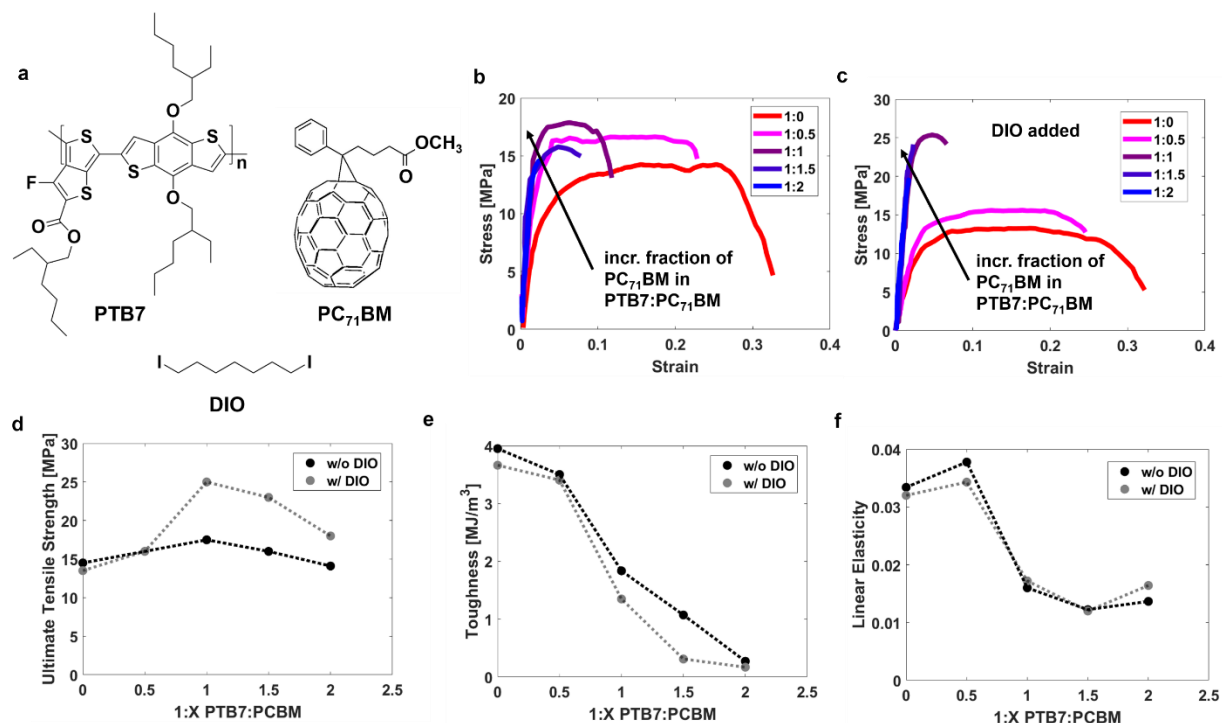 a
S
S
F
S
S
O
O
O
O
n
PTB7
OCH3
O
PC71BM
I
I
DIO
b
20
15
10
5
0
0
0.1
0.2
0.3
0.4
Stress [MPa]
Strain
1:0
1:0.5
1:1
1:1.5
1:2
incr. fraction of
PC71BM in
PTB7:PC71BM
c
30
25
20
15
10
5
0
0
0.1
0.2
0.3
0.4
Stress [MPa]
Strain
DIO added
1:0
1:0.5
1:1
1:1.5
1:2
incr. fraction of
PC71BM in
PTB7:PC71BM
d
30
25
20
15
10
5
0
0
0.5
1
1.5
2
2.5
Ultimate Tensile Strength [MPa]
1:X PTB7:PCBM
w/o DIO
w/ DIO
e
4
3
2
1
0
0
0.5
1
1.5
2
2.5
Toughness [MJ/m3]
1:X PTB7:PCBM
w/o DIO
w/ DIO
f
0.04
0.03
0.02
0.01
0.000
0
0.5
1
1.5
2
2.5
Linear Elasticity
1:X PTB7:PCBM
w/o DIO
w/ DIO